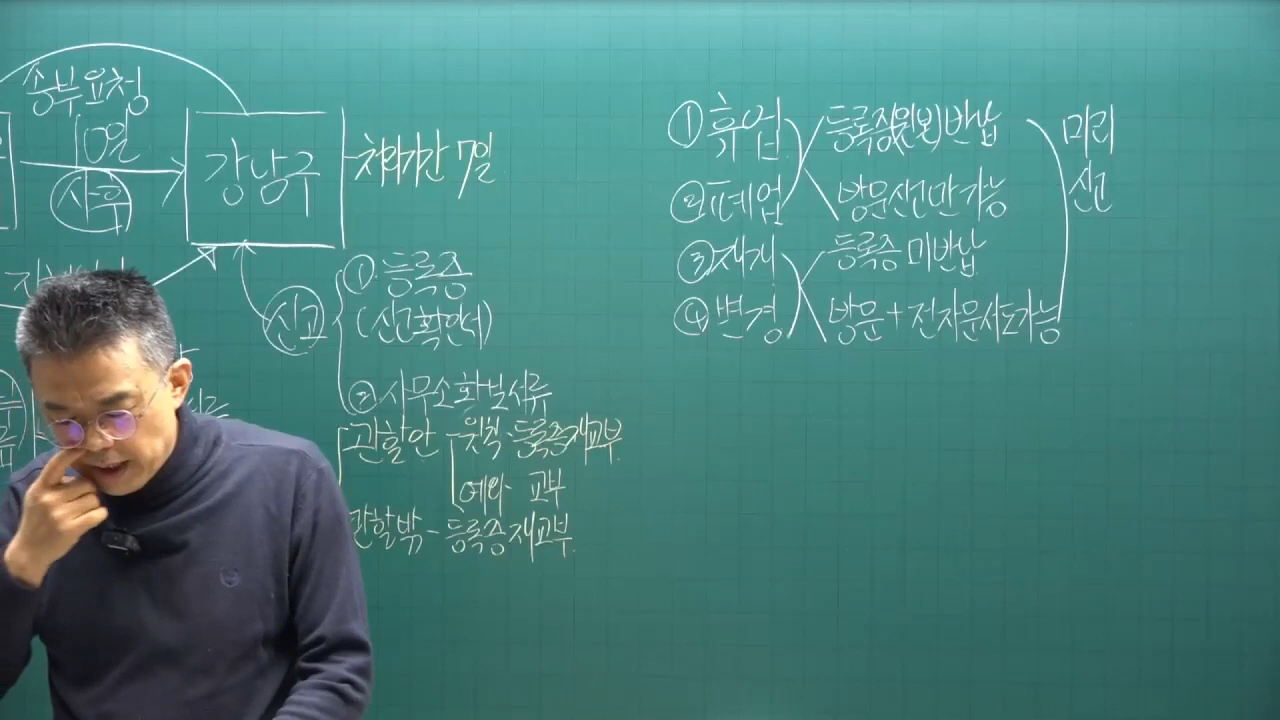 송부요청
10일
사후
강남구
처리기간 7일
신고
① 등록증
(신고확인서)
② 사무소확보서류
관할안 원칙 - 등록증재교부
예외 교부
관할밖 - 등록증재교부
① 휴업 등록증(원본)반납
② 폐업 방문신고만 가능
③ 재개 등록증 미반납
④ 변경 방문 + 전자문서도가능
미리
신고